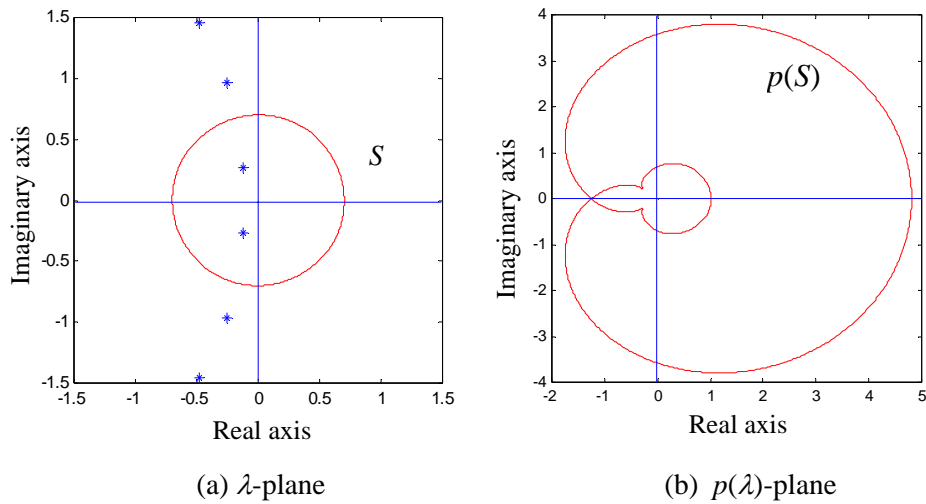 1.5
1
0.5
0
-0.5
-1
-1.5
-1.5 -1 -0.5 0 0.5 1 1.5
Imaginary axis
Real axis
S
(a) λ-plane
4
3
2
1
0
-1
-2
-3
-4
-2 -1 0 1 2 3 4 5
Imaginary axis
Real axis
p(S)
(b) p(λ)-plane